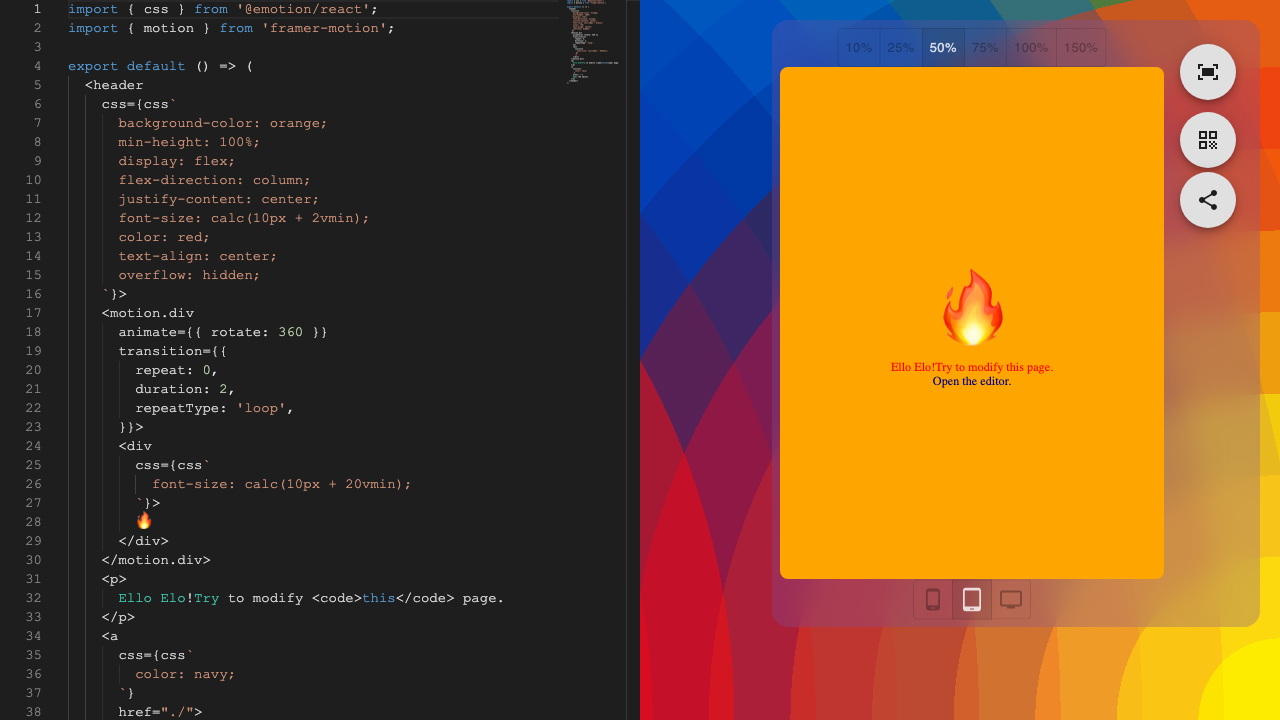 1 import { css } from '@emotion/react';
2 import { motion } from 'framer-motion';
3
4 export default () => (
5 <header
6 css={css`
7 background-color: orange;
8 min-height: 100%;
9 display: flex;
10 flex-direction: column;
11 justify-content: center;
12 font-size: calc(10px + 2vmin);
13 color: red;
14 text-align: center;
15 overflow: hidden;
16 `}>
17 <motion.div
18 animate={{ rotate: 360 }}
19 transition={{
20 repeat: 0,
21 duration: 2,
22 repeatType: 'loop',
23 }}>
24 <div
25 css={css`
26 font-size: calc(10px + 20vmin);
27 `}>
28 🔥
29 </div>
30 </motion.div>
31 <p>
32 Ello Elo!Try to modify <code>this</code> page.
33 </p>
34 <a
35 css={css`
36 color: navy;
37 `}
38 href="./">
10% 25% 50% 75% 100% 150%
Ello Elo!Try to modify this page.
Open the editor.